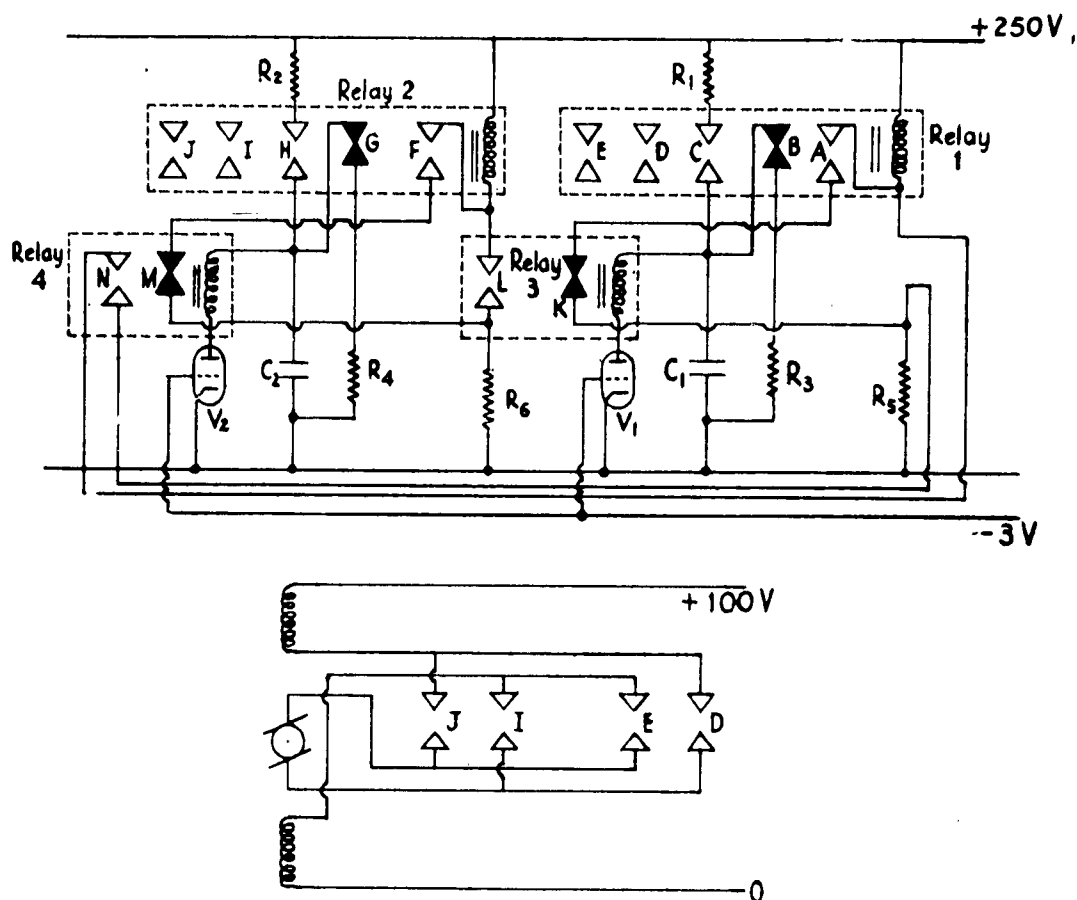 +250V,
R2
R1
Relay 2
J I H G F
E D C B A
Relay
1
Relay
4
N M
L
Relay
3
K
C2
R4
V2
R6
C1
R3
V1
R5
-3V
+100V
J I E D
0